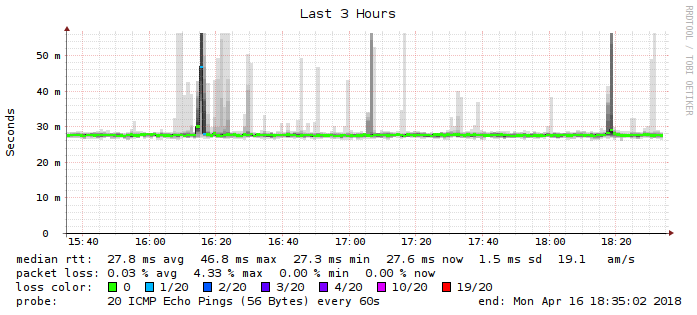 Last 3 Hours
RRDTOOL / TOBI OETIKER
Seconds
50 m
40 m
30 m
20 m
10 m
0
15:40 16:00 16:20 16:40 17:00 17:20 17:40 18:00 18:20
median rtt: 27.8 ms avg 46.8 ms max 27.3 ms min 27.6 ms now 1.5 ms sd 19.1 am/s
packet loss: 0.03 % avg 4.33 % max 0.00 % min 0.00 % now
loss color: 0 1/20 2/20 3/20 4/20 10/20 19/20
probe: 20 ICMP Echo Pings (56 Bytes) every 60s end: Mon Apr 16 18:35:02 2018